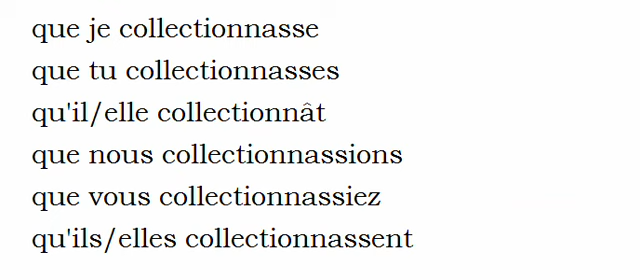 que je collectionnasse
que tu collectionnasses
qu'il/elle collectionnât
que nous collectionnassions
que vous collectionnassiez
qu'ils/elles collectionnassent